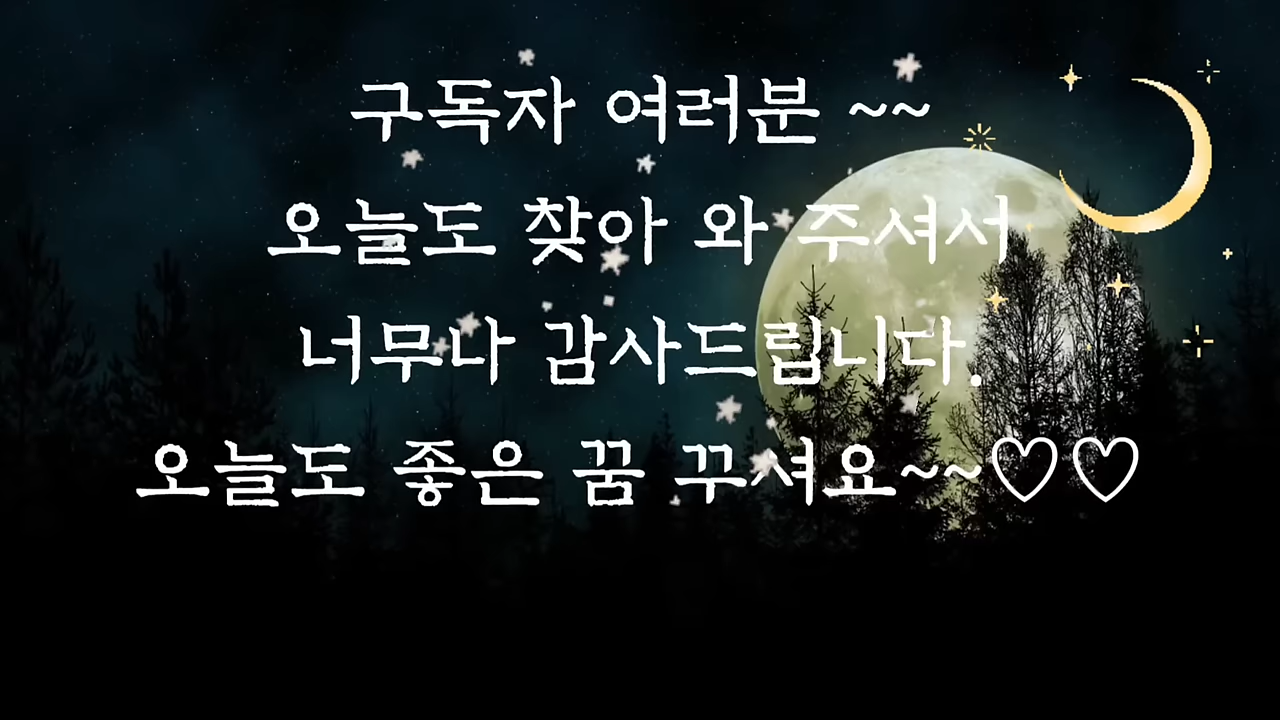 구독자 여러분 ~~
오늘도 찾아 와 주셔서
너무나 감사드립니다.
오늘도 좋은 꿈 꾸셔요~~♡♡